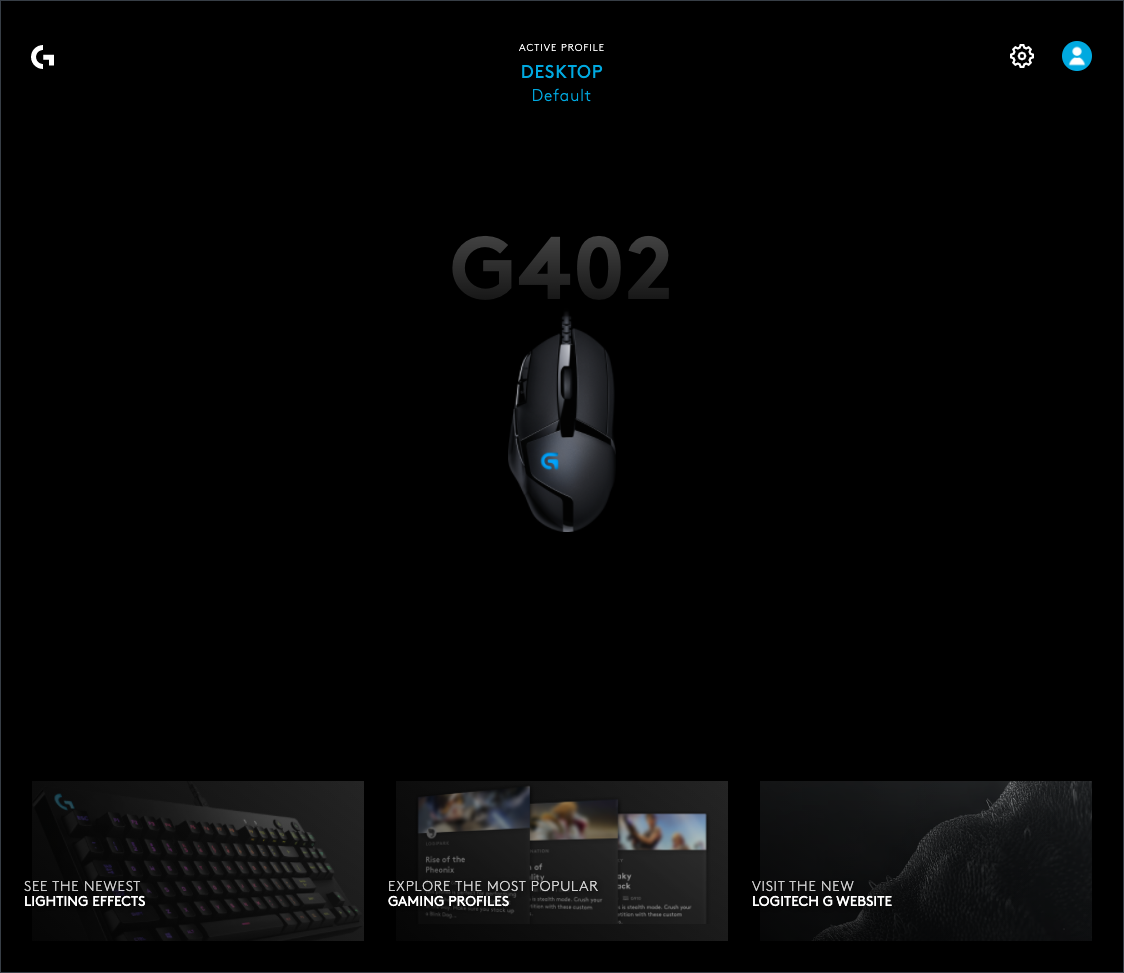 ACTIVE PROFILE
DESKTOP
Default
G402
Rise of the
Pheonix
SEE THE NEWEST
LIGHTING EFFECTS
EXPLORE THE MOST POPULAR
GAMING PROFILES
VISIT THE NEW
LOGITECH G WEBSITE